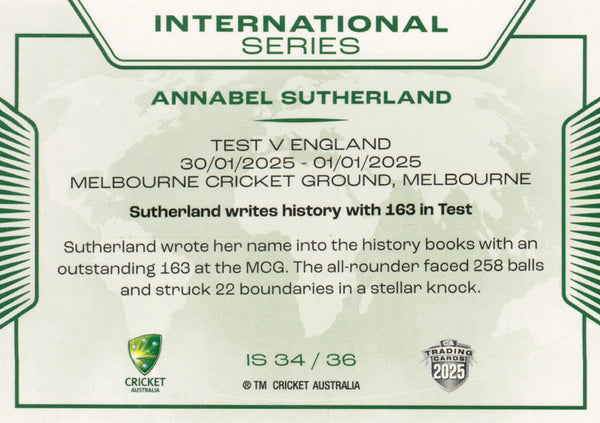 INTERNATIONAL
SERIES
ANNABEL SUTHERLAND
TEST V ENGLAND
30/01/2025 - 01/01/2025
MELBOURNE CRICKET GROUND, MELBOURNE
Sutherland writes history with 163 in Test
Sutherland wrote her name into the history books with an
outstanding 163 at the MCG. The all-rounder faced 258 balls
and struck 22 boundaries in a stellar knock.
CRICKET
AUSTRALIA
IS 34 / 36
® TM CRICKET AUSTRALIA
CA
TRADING
CARDS
2025